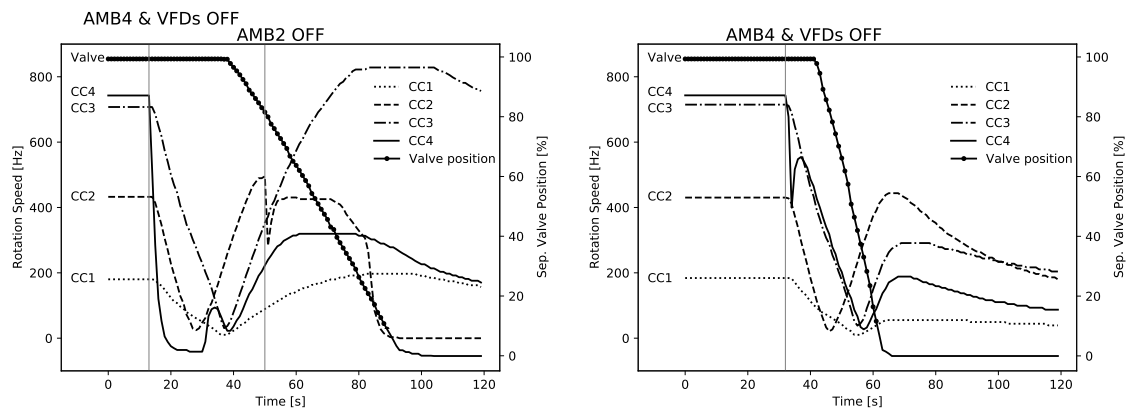 AMB4 & VFDs OFF
AMB2 OFF
Valve
CC4
CC3
CC2
CC1
800
600
400
200
0
Rotation Speed [Hz]
0 20 40 60 80 100 120
Time [s]
100
80
60
40
20
0
Sep. Valve Position [%]
CC1
CC2
CC3
CC4
Valve position
AMB4 & VFDs OFF
Valve
CC4
CC3
CC2
CC1
800
600
400
200
0
Rotation Speed [Hz]
0 20 40 60 80 100 120
Time [s]
100
80
60
40
20
0
Sep. Valve Position [%]
CC1
CC2
CC3
CC4
Valve position